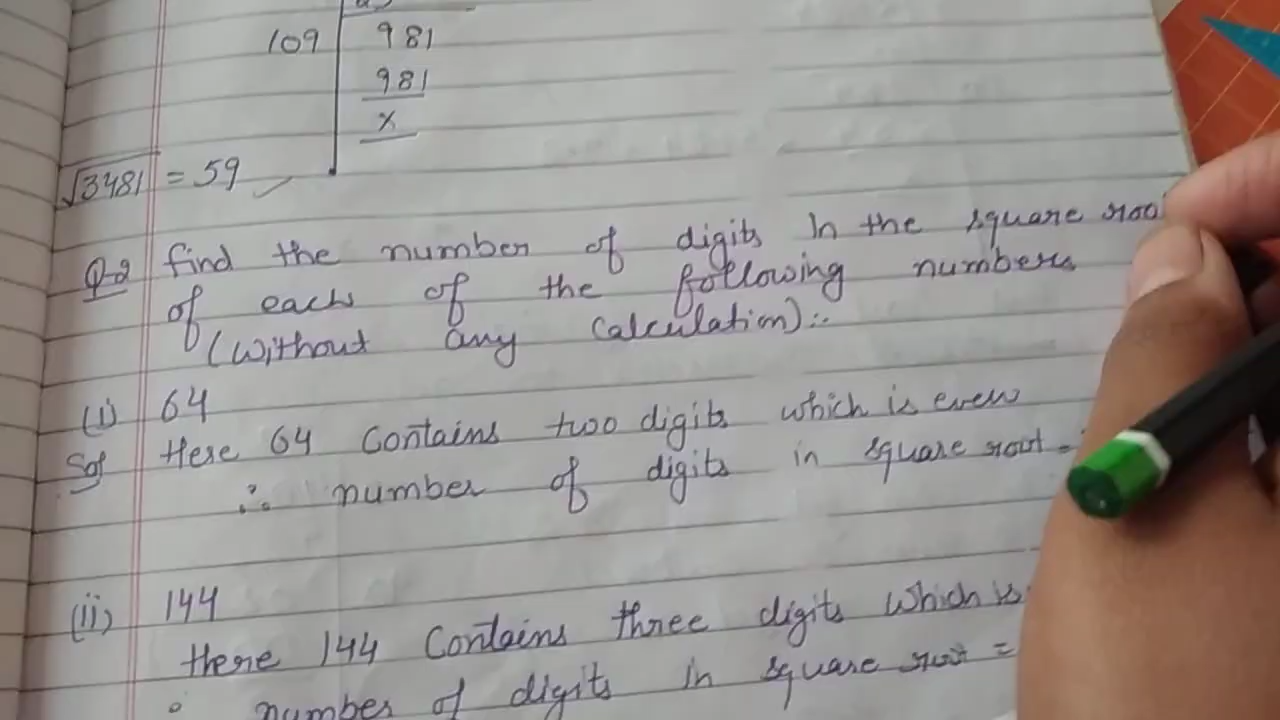 109 981
981
x
√3481 = 59
Q-2 find the number of digits In the square roo
of each of the following numbers
(without any calculation):-
(i) 64
Sol Here 64 Contains two digits which is even
∴ number of digits in square root =
(ii) 144
Here 144 Contains three digits which is
number of digits in square root =